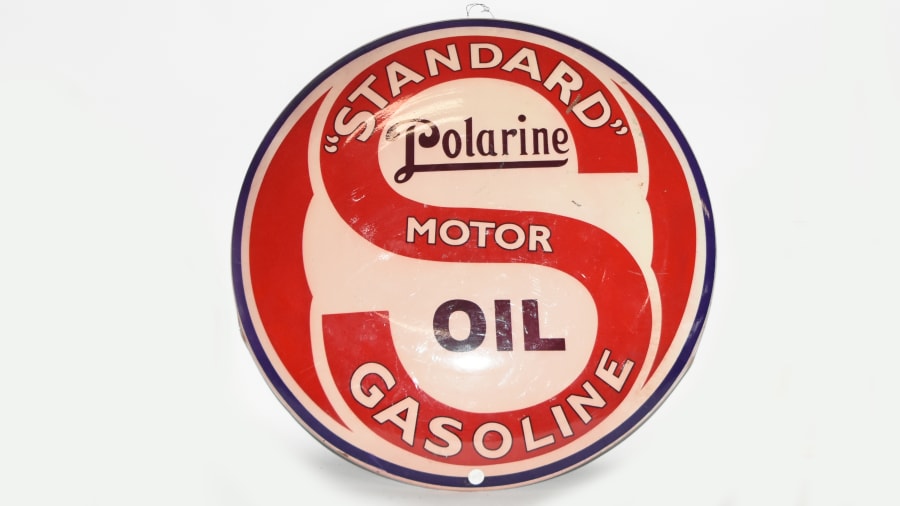 "STANDARD"
Polarine
MOTOR
OIL
GASOLINE